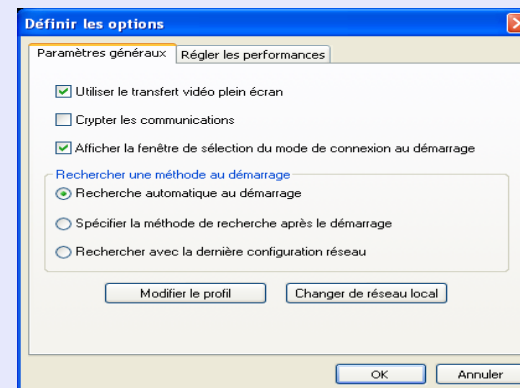 Définir les options
Paramètres généraux Régler les performances
Utiliser le transfert vidéo plein écran
Crypter les communications
Afficher la fenêtre de sélection du mode de connexion au démarrage
Rechercher une méthode au démarrage
Recherche automatique au démarrage
Spécifier la méthode de recherche après le démarrage
Rechercher avec la dernière configuration réseau
Modifier le profil Changer de réseau local
OK Annuler